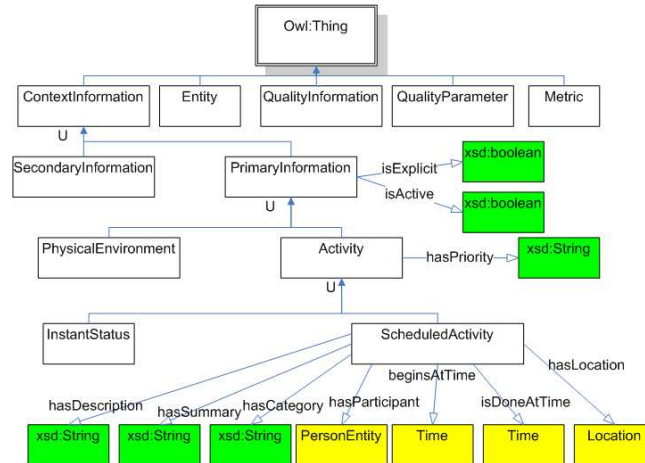 Owl:Thing
ContextInformation
Entity
QualityInformation
QualityParameter
Metric
U
SecondaryInformation
PrimaryInformation
isExplicit
xsd:boolean
isActive
xsd:boolean
U
PhysicalEnvironment
Activity
hasPriority
xsd:String
U
InstantStatus
ScheduledActivity
hasDescription
hasSummary
hasCategory
hasParticipant
beginsAtTime
isDoneAtTime
hasLocation
xsd:String
xsd:String
xsd:String
PersonEntity
Time
Time
Location